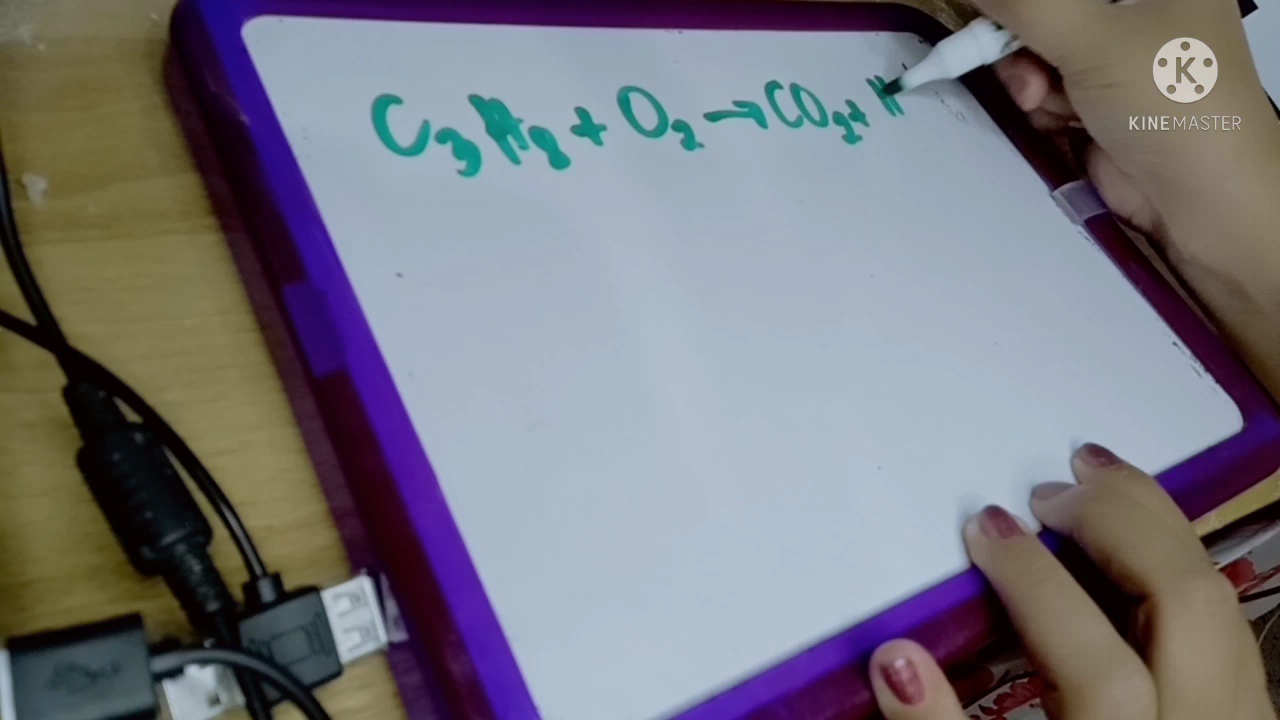 C₃H₈ + O₂ → CO₂ + H
K
KINEMASTER